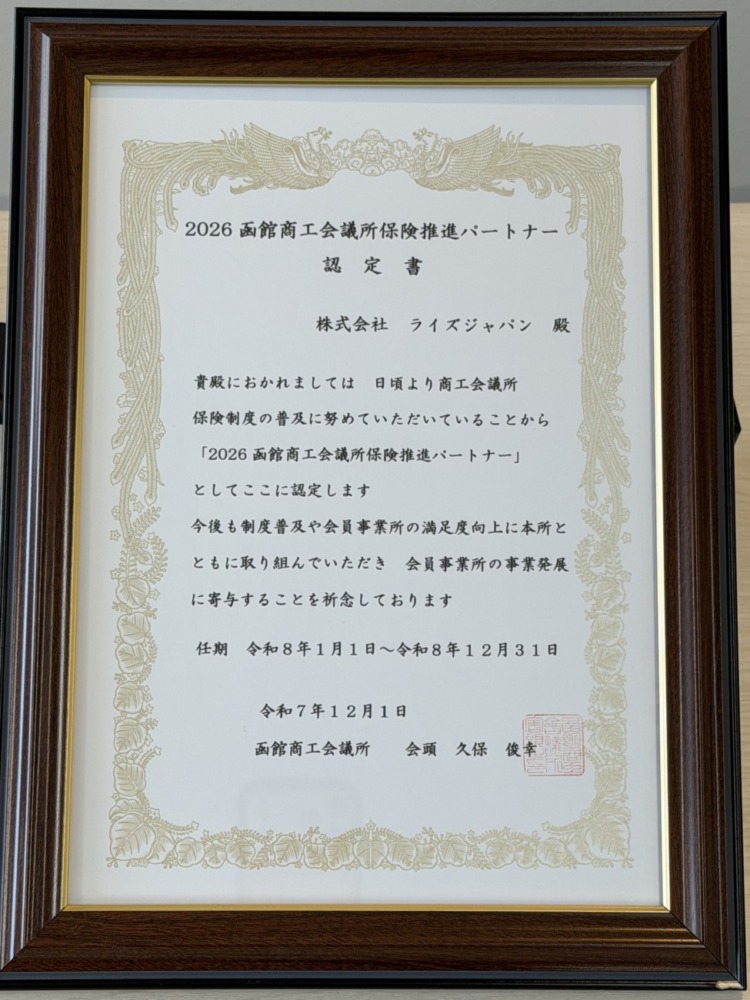 2026 函館商工会議所保険推進パートナー
認 定 書
株式会社 ライズジャパン 殿
貴殿におかれましては 日頃より商工会議所
保険制度の普及に努めていただいていることから
「2026 函館商工会議所保険推進パートナー」
としてここに認定します
今後も制度普及や会員事業所の満足度向上に本所と
ともに取り組んでいただき 会員事業所の事業発展
に寄与することを祈念しております
任期 令和8年1月1日～令和8年12月31日
令和7年12月1日
函館商工会議所 会頭 久保 俊幸